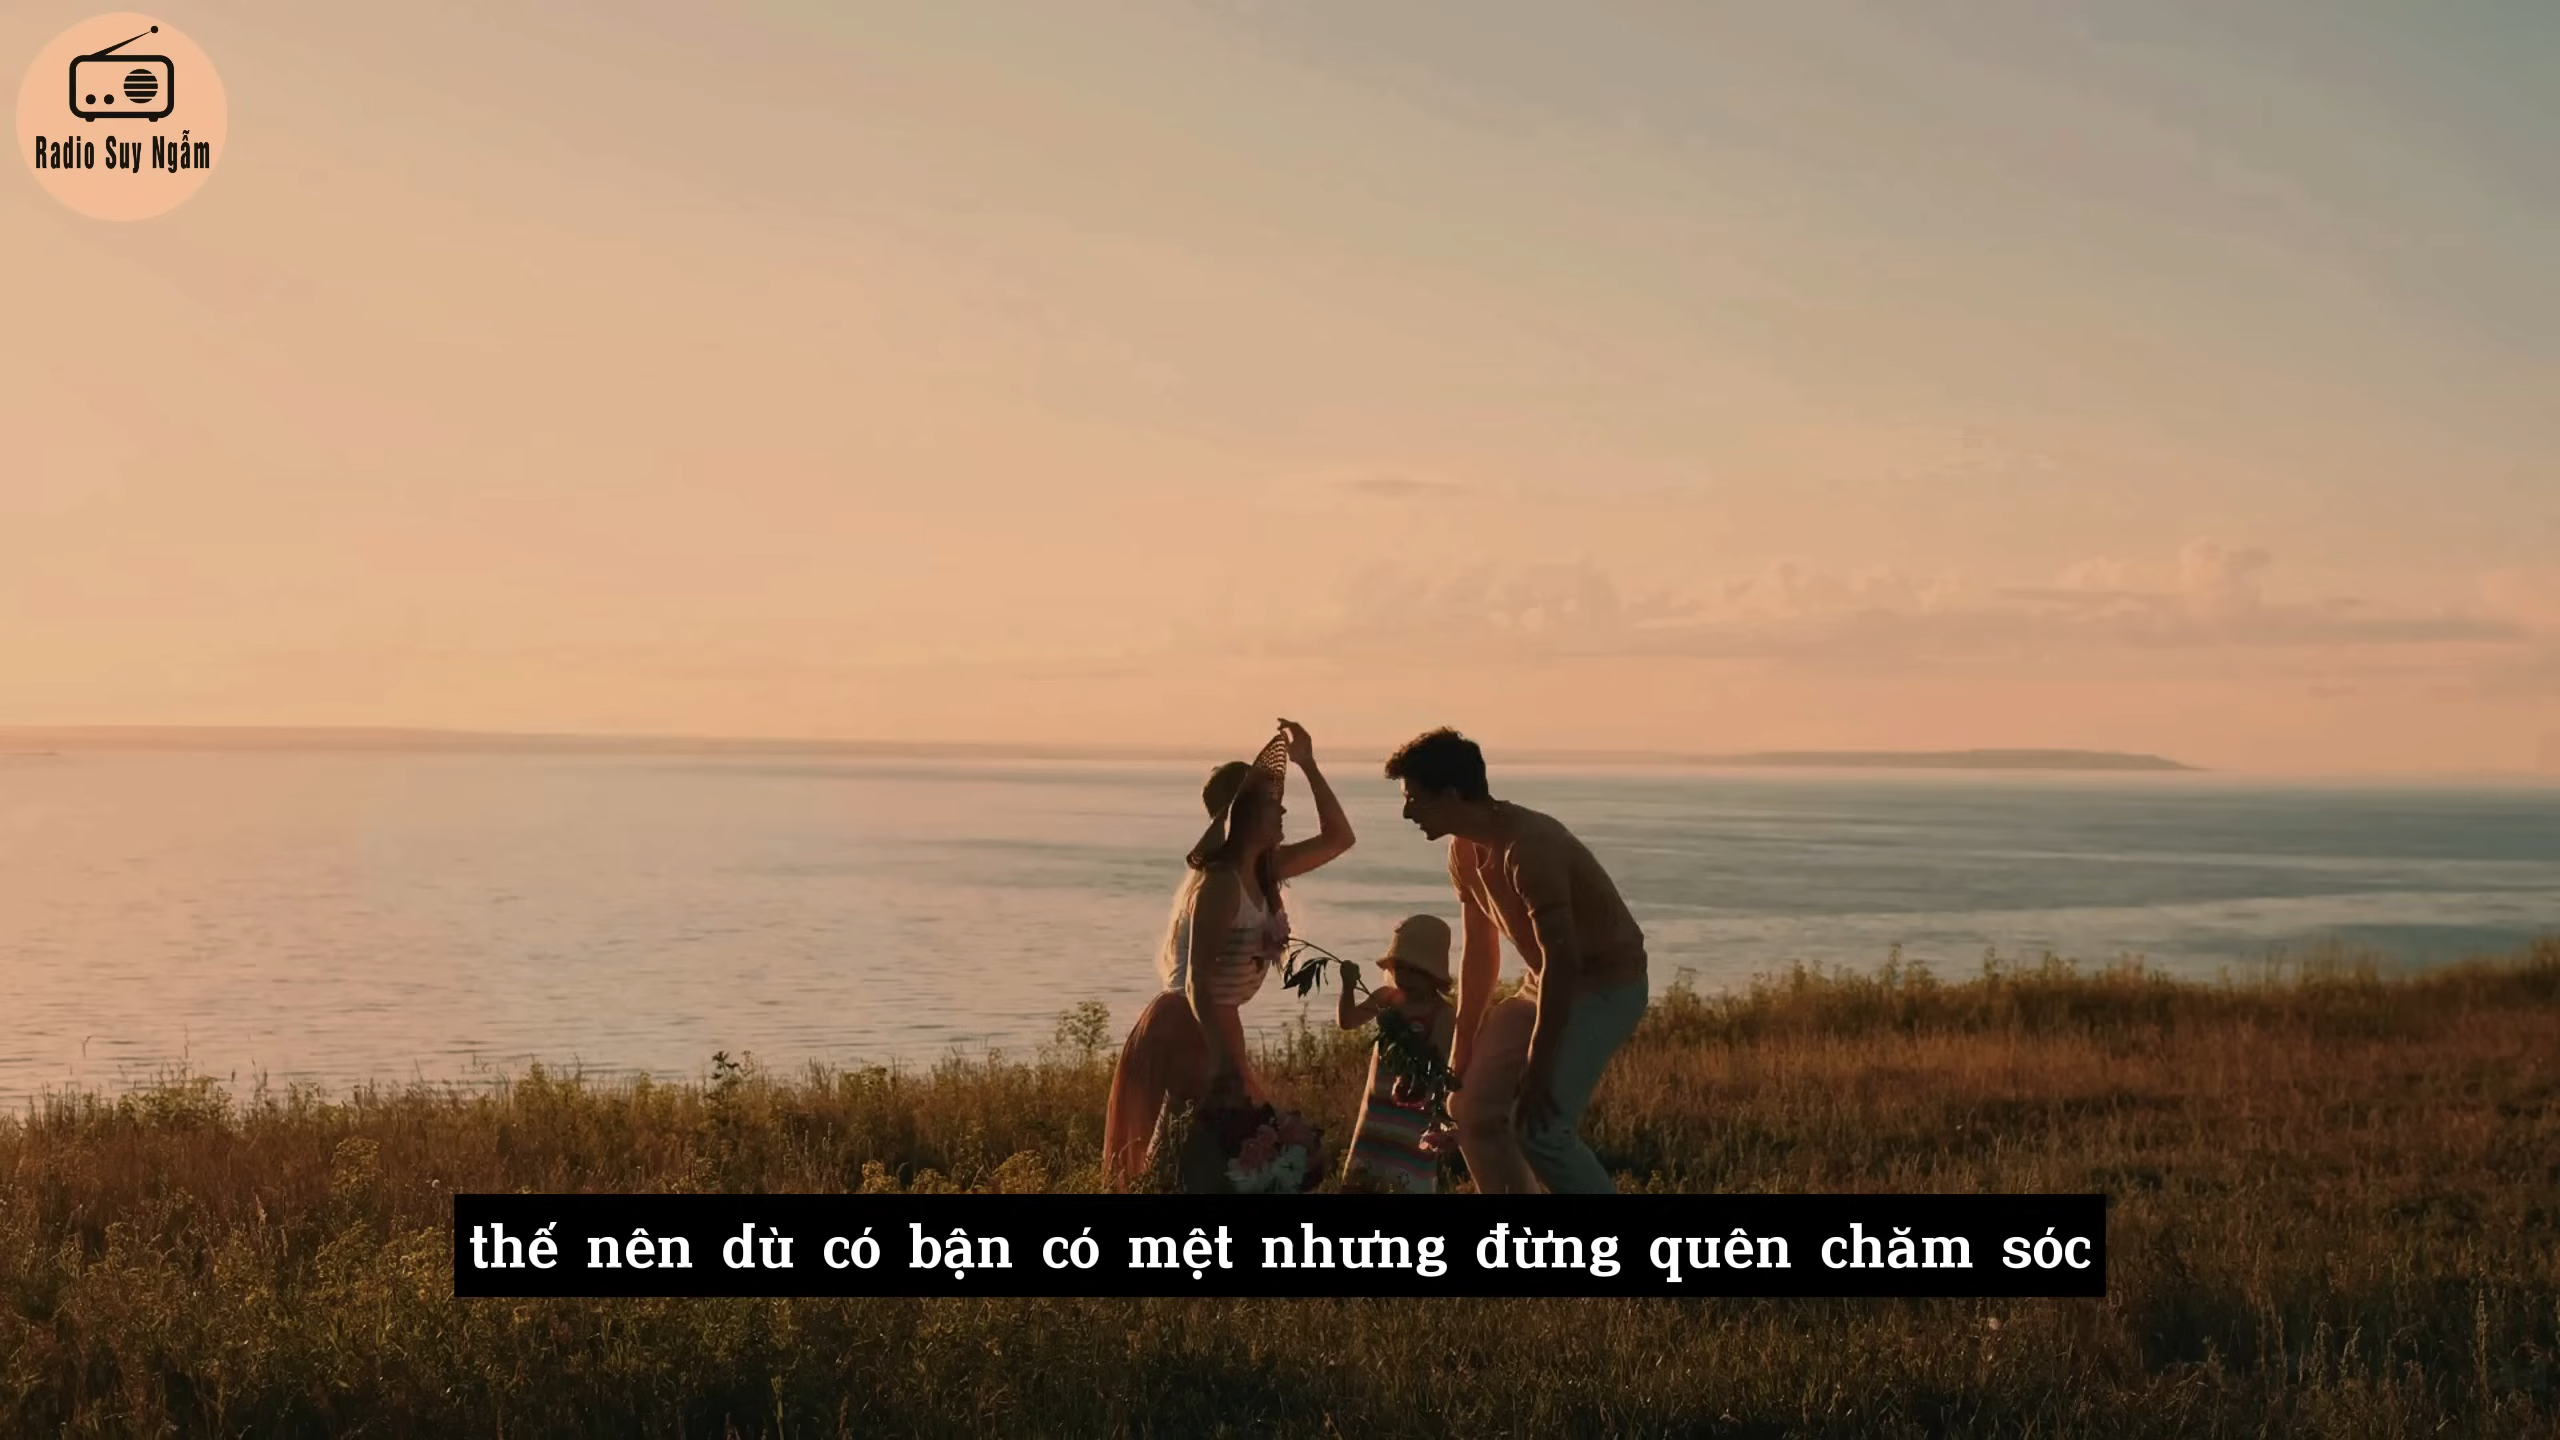 Radio Suy Ngẫm
thế nên dù có bận có mệt nhưng đừng quên chăm sóc